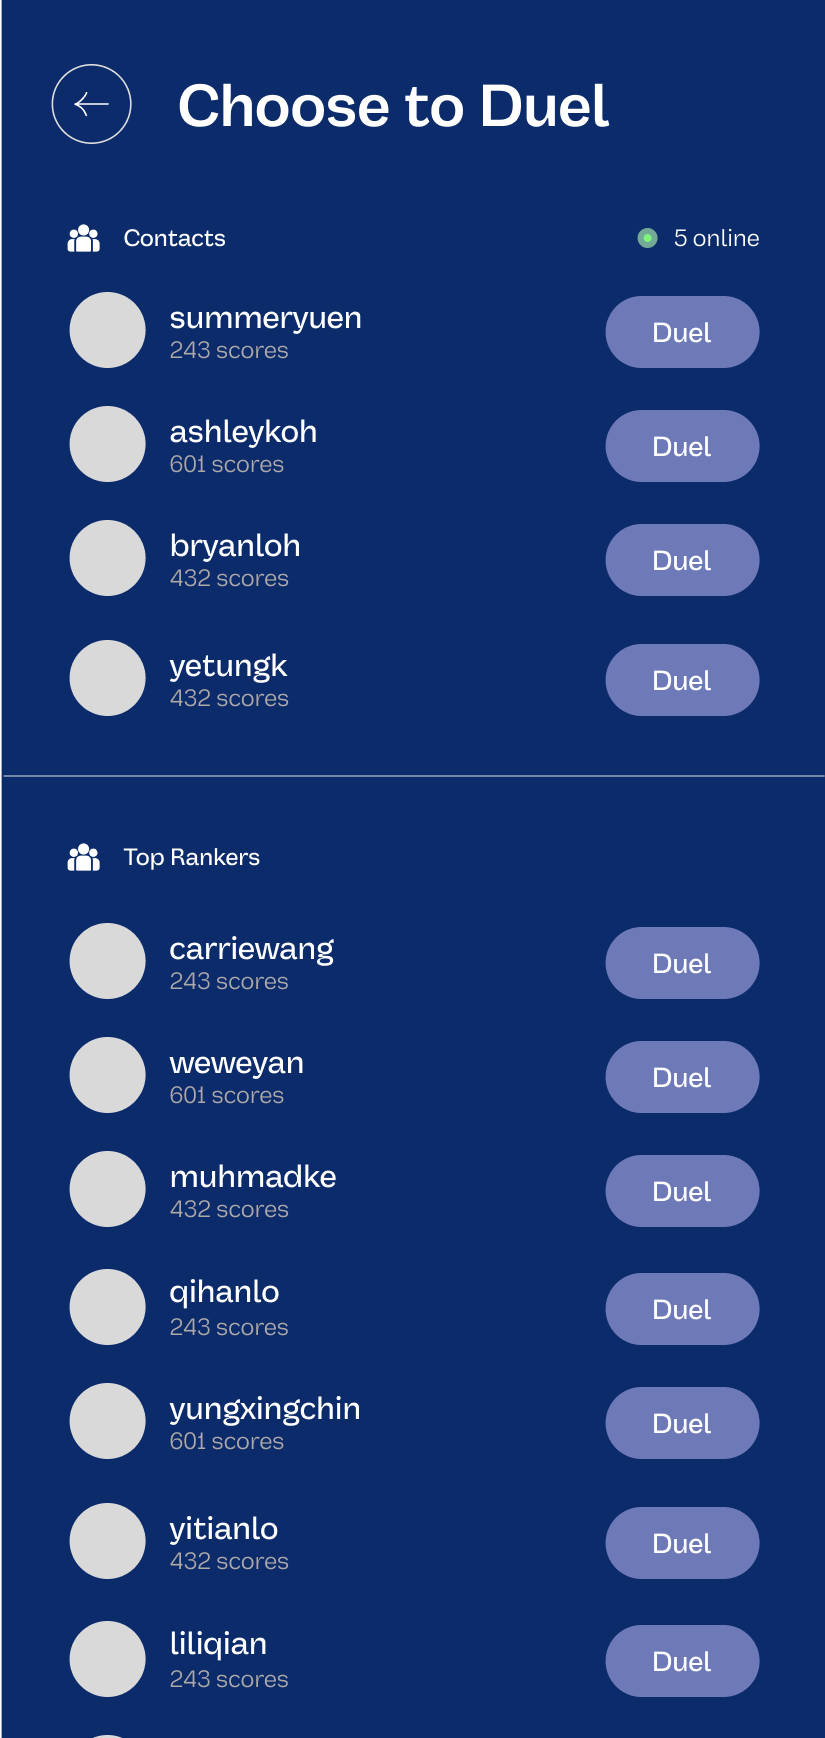 Choose to Duel
Contacts
5 online
summeryuen
243 scores
Duel
ashleykoh
601 scores
Duel
bryanloh
432 scores
Duel
yetungk
432 scores
Duel
Top Rankers
carriewang
243 scores
Duel
weweyan
601 scores
Duel
muhmadke
432 scores
Duel
qihanlo
243 scores
Duel
yungxingchin
601 scores
Duel
yitianlo
432 scores
Duel
liliqian
243 scores
Duel